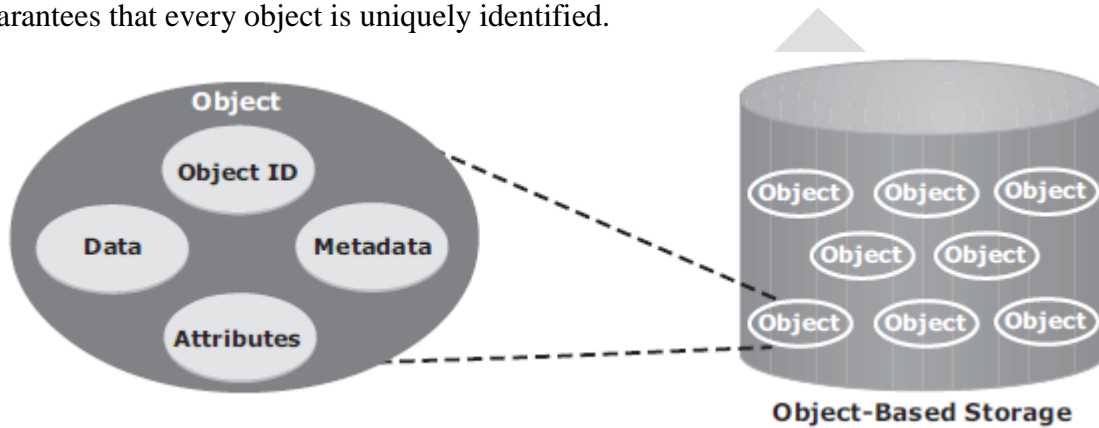 arantees that every object is uniquely identified.
Object
Object ID
Data
Metadata
Attributes
Object Object Object
Object Object
Object Object Object
Object-Based Storage